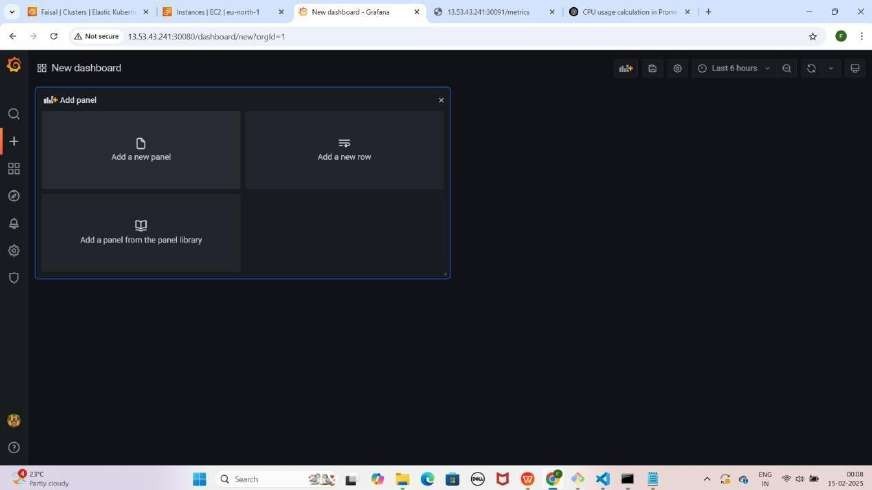 Faisal | Clusters | Elastic Kuberne
Instances | EC2 | eu-north-1
New dashboard - Grafana
13.53.43.241:30091/metrics
CPU usage calculation in Prome
Not secure
13.53.43.241:30080/dashboard/new?orgId=1
New dashboard
Last 6 hours
Add panel
Add a new panel
Add a new row
Add a panel from the panel library
4
23°C
Partly cloudy
Search
DELL
ENG
IN
00:08
15-02-2025